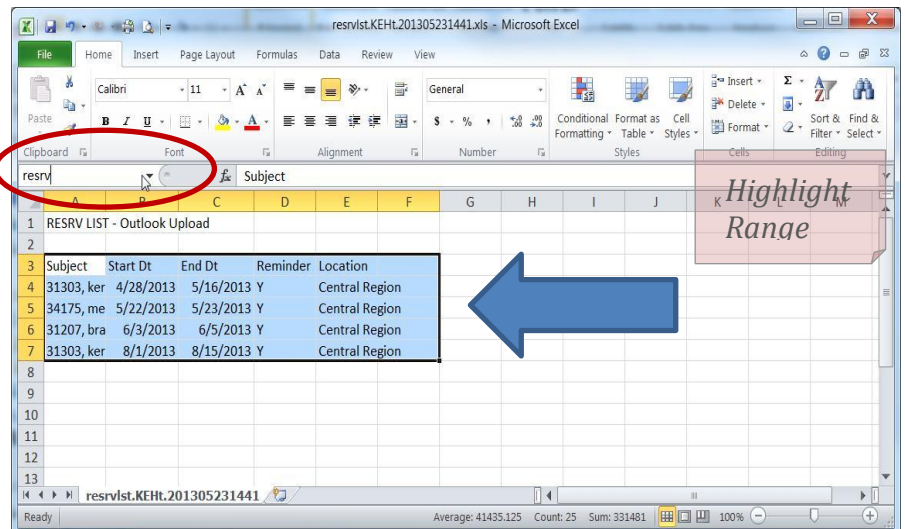 resrvlst.KEHt.201305231441.xls - Microsoft Excel
File Home Insert Page Layout Formulas Data Review View
Calibri 11 A A General Insert Σ
Paste B I U A $ % , .0 .00 .00 .0 Conditional Format as Cell Delete Sort & Find &
Formatting Table Styles Format Filter Select
Clipboard Font Alignment Number Styles Cells Editing
resrv fx Subject
A B C D E F G H I J K L M
Highlight
Range
1 RESRV LIST - Outlook Upload
2
3 Subject Start Dt End Dt Reminder Location
4 31303, ker 4/28/2013 5/16/2013 Y Central Region
5 34175, me 5/22/2013 5/23/2013 Y Central Region
6 31207, bra 6/3/2013 6/5/2013 Y Central Region
7 31303, ker 8/1/2013 8/15/2013 Y Central Region
8
9
10
11
12
13
resrvlst.KEHt.201305231441
Ready Average: 41435.125 Count: 25 Sum: 331481 100%